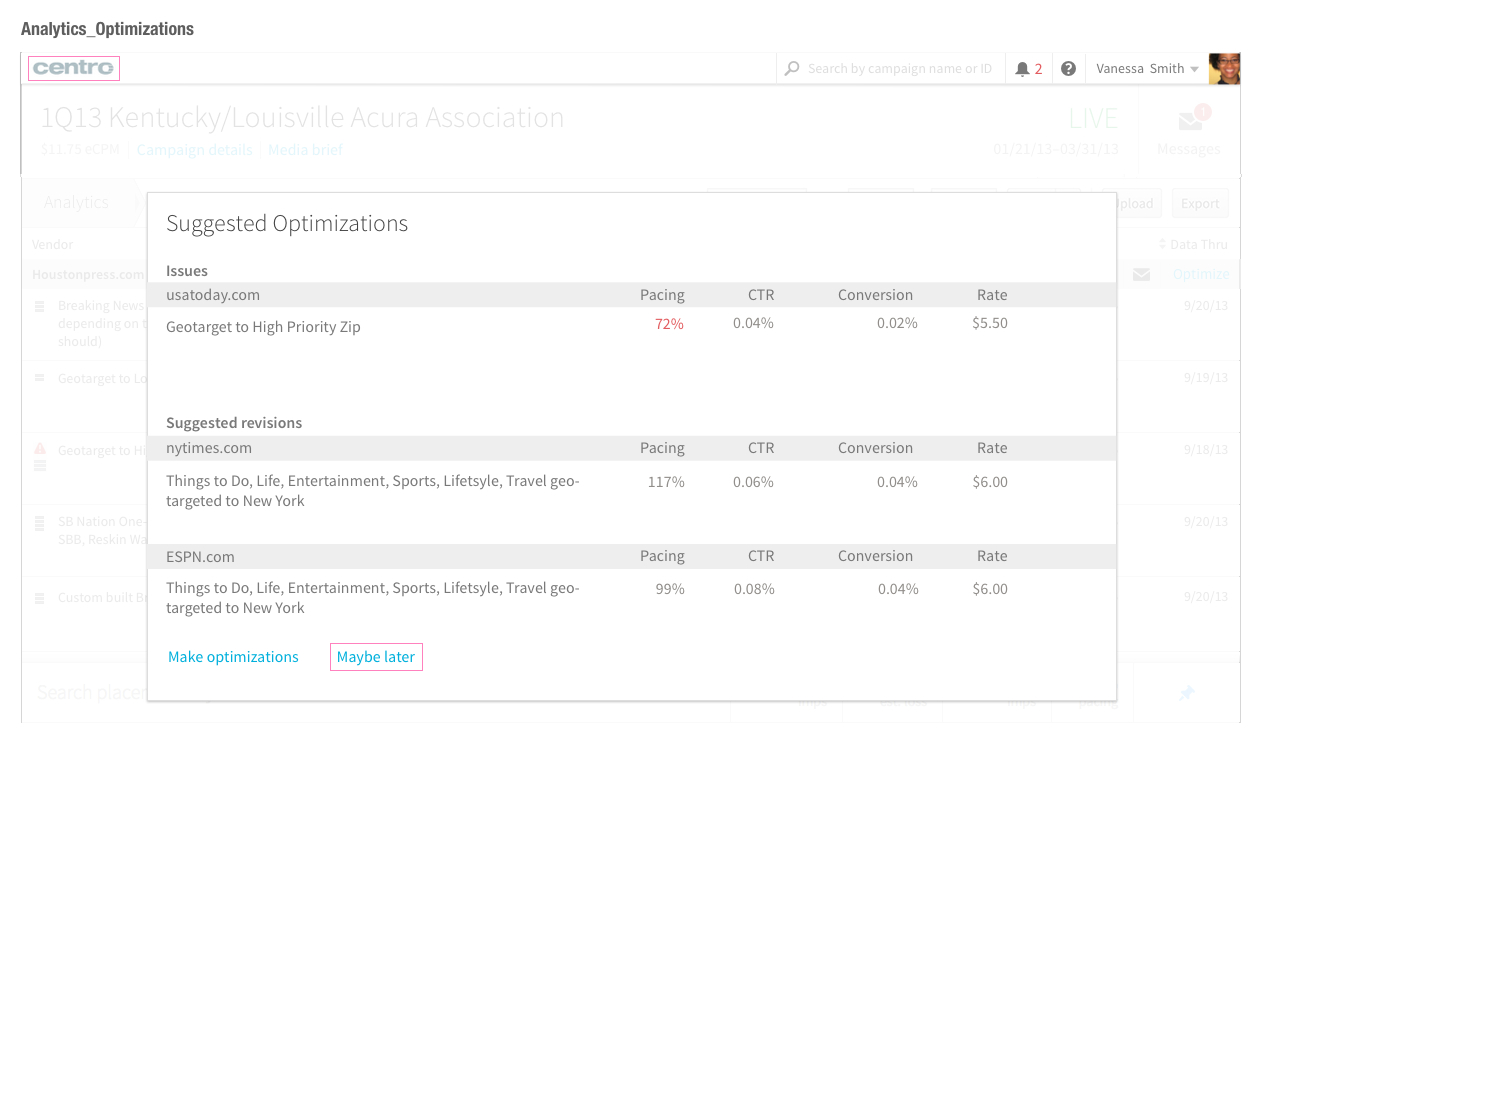 Analytics_Optimizations
centro
Search by campaign name or ID
2
Vanessa Smith
1Q13 Kentucky/Louisville Acura Association
LIVE
$11.75 eCPM | Campaign details | Media brief
01/21/13–03/31/13
1
Messages
Analytics
Export
Vendor
Data Thru
Houstonpress.com
Optimize
Breaking News
depending on t
should)
9/20/13
Geotarget to Lo
9/19/13
Geotarget to Hi
9/18/13
SB Nation One-
SBB, Reskin Wa
9/20/13
Custom built B
9/20/13
Search placem
Suggested Optimizations
Issues
usatoday.com Pacing CTR Conversion Rate
Geotarget to High Priority Zip 72% 0.04% 0.02% $5.50
Suggested revisions
nytimes.com Pacing CTR Conversion Rate
Things to Do, Life, Entertainment, Sports, Lifetsyle, Travel geo- 117% 0.06% 0.04% $6.00
targeted to New York
ESPN.com Pacing CTR Conversion Rate
Things to Do, Life, Entertainment, Sports, Lifetsyle, Travel geo- 99% 0.08% 0.04% $6.00
targeted to New York
Make optimizations Maybe later